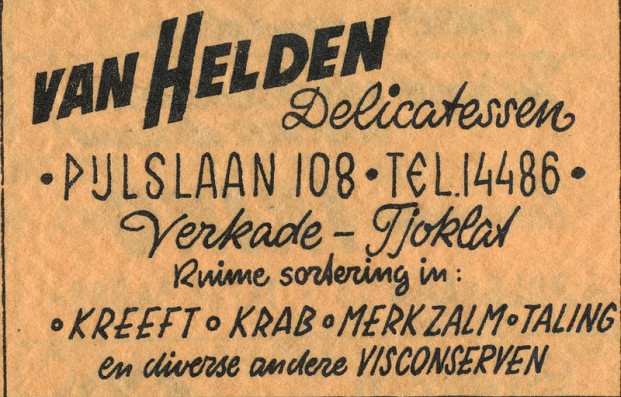 VAN HELDEN
Delicatessen
• PIJLSLAAN 108 • TEL. 14486 •
Verkade – Tjoklat
Ruime sortering in:
• KREEFT • KRAB • MERKZALM • TALING
en diverse andere VISCONSERVEN